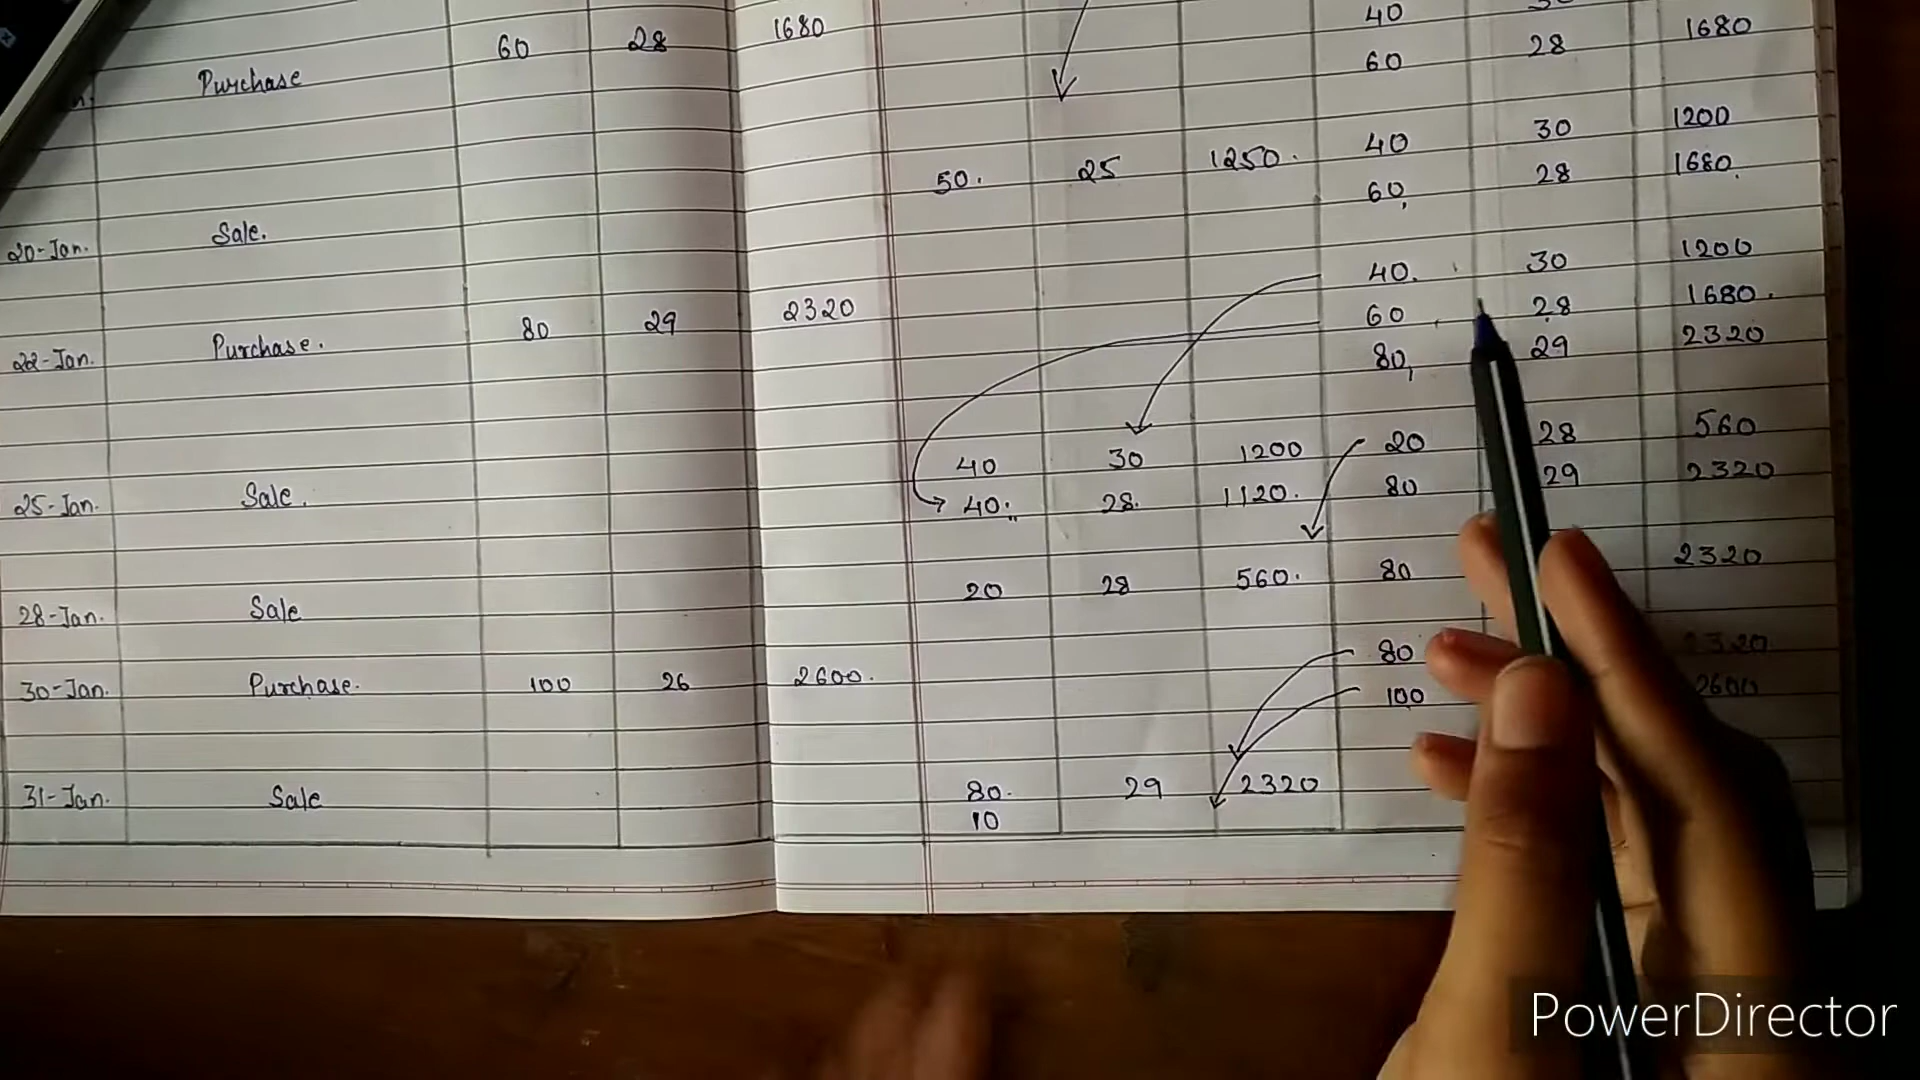 40
60 28 1680 60 28 1680
Purchase
40 30 1200
50. 25 1250. 60, 28 1680.
20-Jan. Sale.
40. 30 1200
60 28 1680.
22-Jan. Purchase. 80 29 2320 80, 29 2320
40 30 1200 20 28 560
25-Jan. Sale. 40. 28. 1120. 80 29 2320
28-Jan. Sale 20 28 560. 80 2320
80 2320
30-Jan. Purchase. 100 26 2600. 100 2600
31-Jan. Sale 80. 29 2320
10
PowerDirector